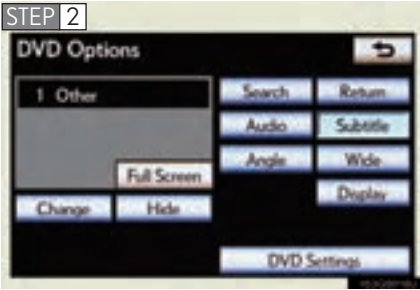 STEP 2
DVD Options
1 Other
Search Return
Audio Subtitle
Angle Wide
Full Screen
Display
Change Hide
DVD Settings